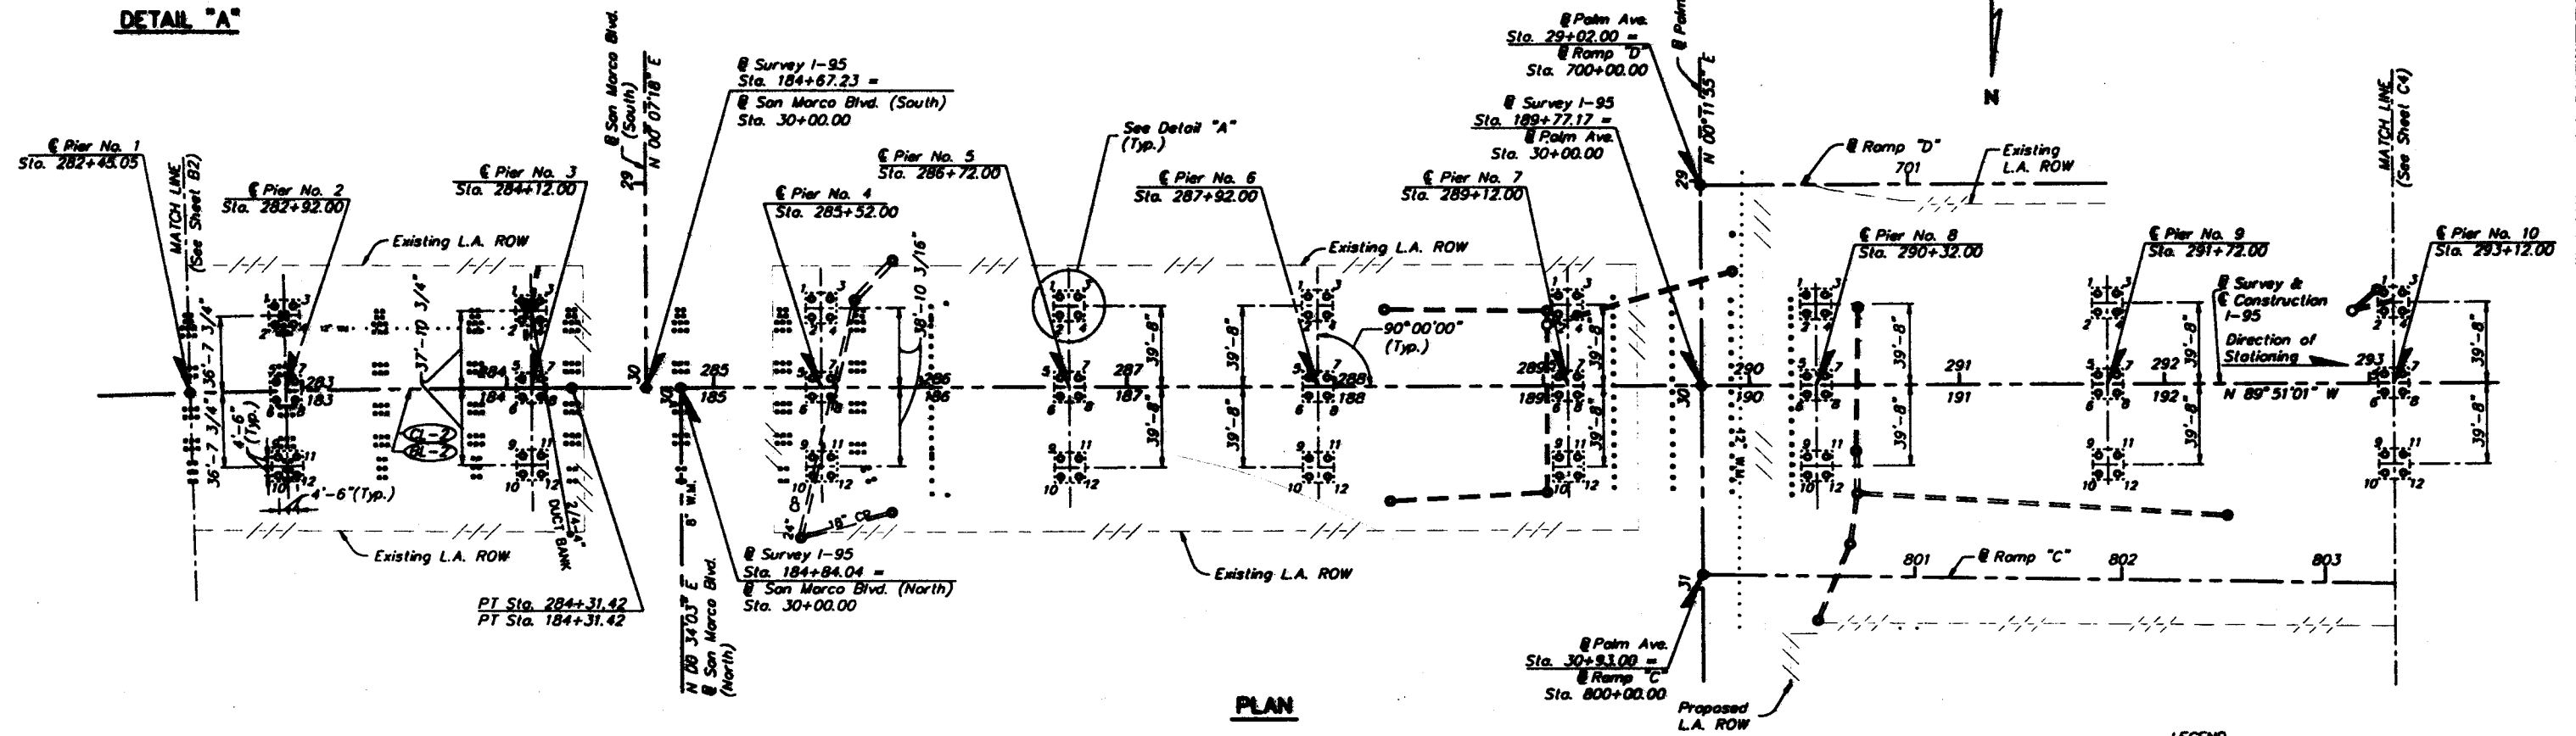 DETAIL "A"
℄ Pier No. 1
Sta. 282+45.05
MATCH LINE
(See Sheet B2)
℄ Pier No. 2
Sta. 282+92.00
Existing L.A. ROW
℄ Pier No. 3
Sta. 284+12.00
San Marco Blvd.
(South)
N 00°07'18" E
29
Survey I-95
Sta. 184+67.23 =
San Marco Blvd. (South)
Sta. 30+00.00
℄ Pier No. 4
Sta. 285+52.00
℄ Pier No. 5
Sta. 286+72.00
See Detail "A"
(Typ.)
℄ Pier No. 6
Sta. 287+92.00
Existing L.A. ROW
℄ Pier No. 7
Sta. 289+12.00
Palm Ave.
Sta. 29+02.00 =
Ramp "D"
Sta. 700+00.00
Survey I-95
Sta. 189+77.17 =
Palm Ave.
Sta. 30+00.00
Palm
N 00°11'55" E
29
N
Ramp "D"
701
Existing
L.A. ROW
℄ Pier No. 8
Sta. 290+32.00
℄ Pier No. 9
Sta. 291+72.00
Survey &
℄ Construction
I-95
Direction of
Stationing
N 89°51'01" W
MATCH LINE
(See Sheet C4)
℄ Pier No. 10
Sta. 293+12.00
36'-7 3/4"
36'-7 3/4"
4'-6"
(Typ.)
4'-6" (Typ.)
37'-10 3/4"
CL-2
BL-2
38'-10 3/16"
39'-8"
39'-8"
39'-8"
39'-8"
90°00'00"
(Typ.)
39'-8"
39'-8"
39'-8"
39'-8"
39'-8"
39'-8"
39'-8"
39'-8"
283
183
284
184
30
30
285
185
286
186
287
187
288
188
289
189
30
290
190
291
191
292
192
293
Existing L.A. ROW
2/4-4"
DUCT BANK
PT Sta. 284+31.42
PT Sta. 184+31.42
8" W.M.
San Marco Blvd.
(North)
Survey I-95
Sta. 184+84.04 =
San Marco Blvd. (North)
Sta. 30+00.00
24"
18" CP
Existing L.A. ROW
12" W.M.
31
801
Ramp "C"
802
803
Palm Ave.
Sta. 30+93.00 =
Ramp "C"
Sta. 800+00.00
Proposed
L.A. ROW
PLAN
LEGEND